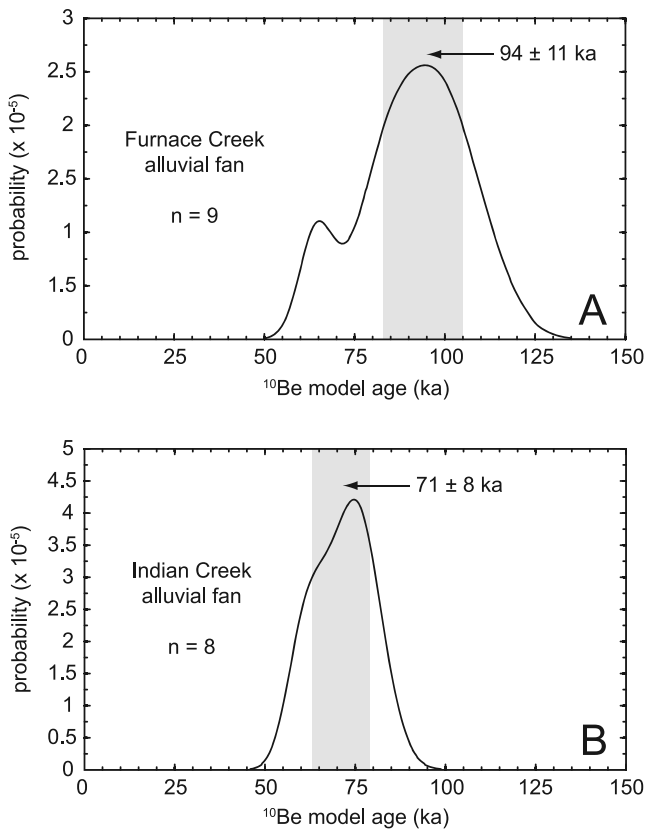 3
2.5
2
2.5
1
1.5
0
probability (x 10⁻⁵)
94 ± 11 ka
Furnace Creek
alluvial fan
n = 9
A
0 25 50 75 100 125 150
¹⁰Be model age (ka)
5
4.5
4
3.5
3
2.5
2
4
1
0.5
0
probability (x 10⁻⁵)
71 ± 8 ka
Indian Creek
alluvial fan
n = 8
B
0 25 50 75 100 125 150
¹⁰Be model age (ka)